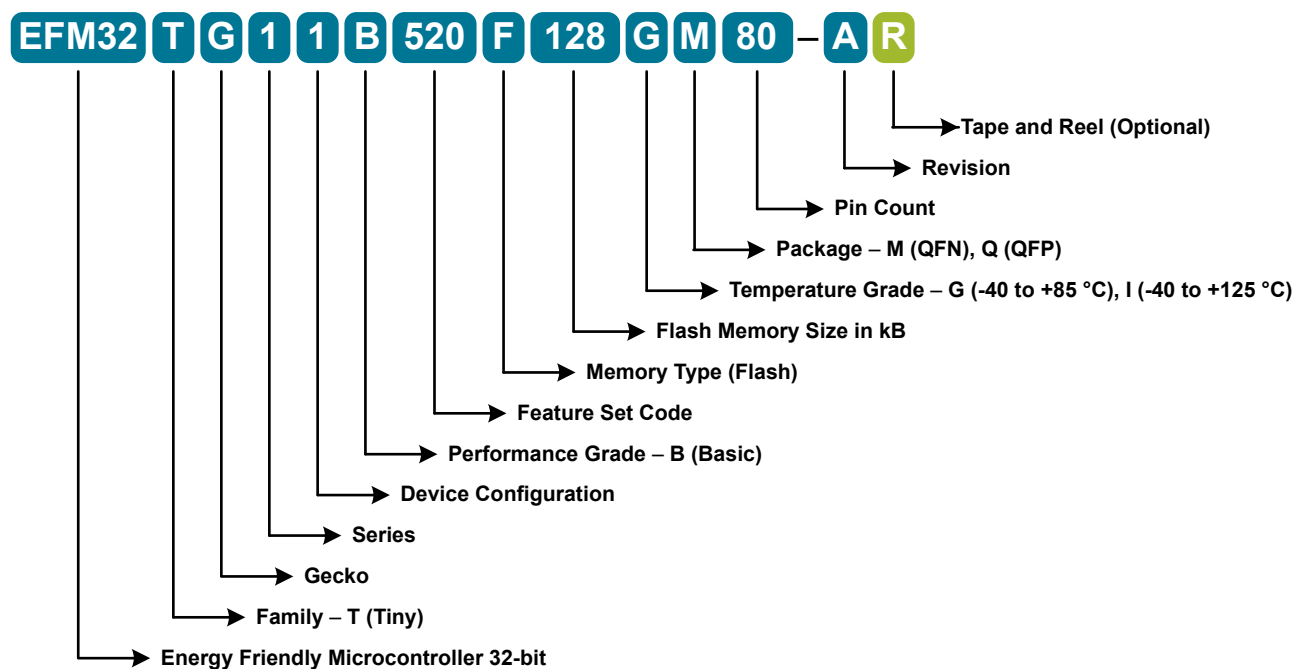 EFM32 T G 1 1 B 520 F 128 G M 80 – A R
Tape and Reel (Optional)
Revision
Pin Count
Package – M (QFN), Q (QFP)
Temperature Grade – G (-40 to +85 °C), I (-40 to +125 °C)
Flash Memory Size in kB
Memory Type (Flash)
Feature Set Code
Performance Grade – B (Basic)
Device Configuration
Series
Gecko
Family – T (Tiny)
Energy Friendly Microcontroller 32-bit